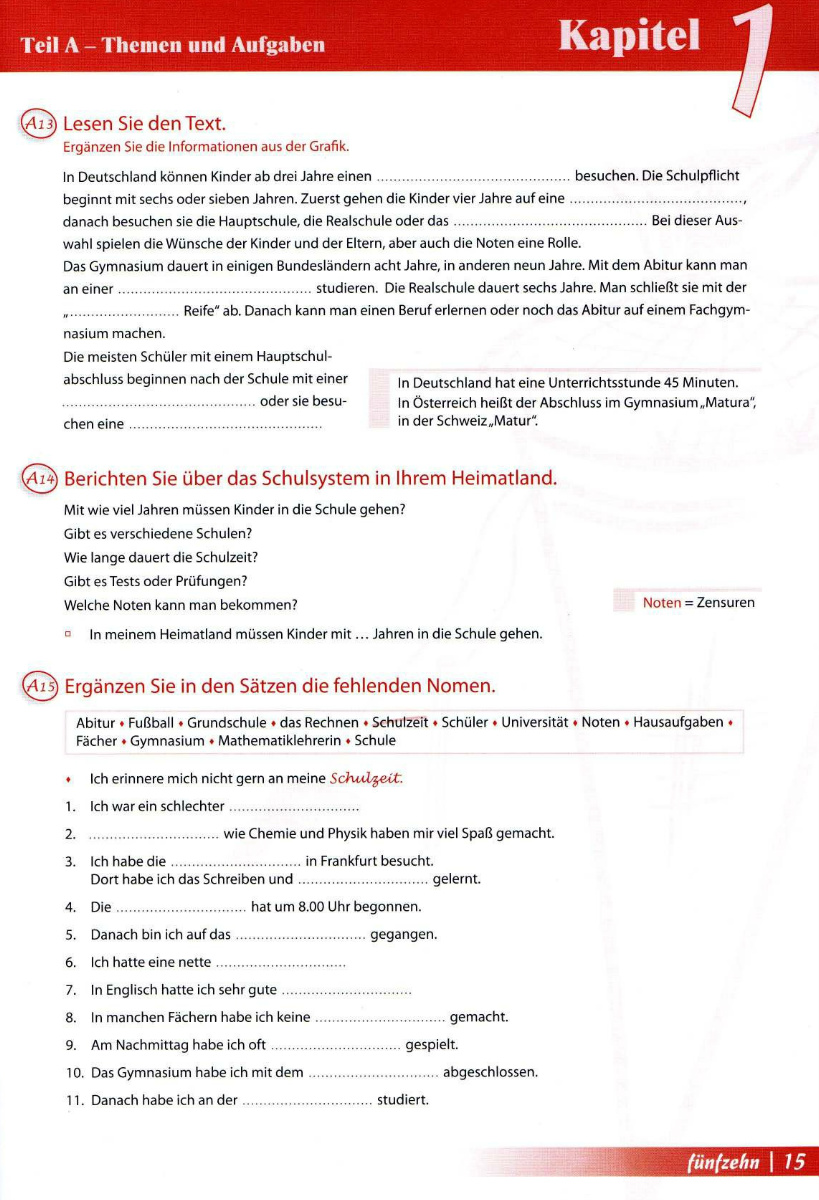 Teil A – Themen und Aufgaben
Kapitel 1
A13 Lesen Sie den Text.
Ergänzen Sie die Informationen aus der Grafik.
In Deutschland können Kinder ab drei Jahre einen ............................................ besuchen. Die Schulpflicht
beginnt mit sechs oder sieben Jahren. Zuerst gehen die Kinder vier Jahre auf eine .......................................,
danach besuchen sie die Hauptschule, die Realschule oder das ............................................ Bei dieser Aus-
wahl spielen die Wünsche der Kinder und der Eltern, aber auch die Noten eine Rolle.
Das Gymnasium dauert in einigen Bundesländern acht Jahre, in anderen neun Jahre. Mit dem Abitur kann man
an einer ............................................ studieren. Die Realschule dauert sechs Jahre. Man schließt sie mit der
„......................... Reife“ ab. Danach kann man einen Beruf erlernen oder noch das Abitur auf einem Fachgym-
nasium machen.
Die meisten Schüler mit einem Hauptschul-
abschluss beginnen nach der Schule mit einer
............................................ oder sie besu-
chen eine ............................................
In Deutschland hat eine Unterrichtsstunde 45 Minuten.
In Österreich heißt der Abschluss im Gymnasium „Matura“,
in der Schweiz „Matur“.
A14 Berichten Sie über das Schulsystem in Ihrem Heimatland.
Mit wie viel Jahren müssen Kinder in die Schule gehen?
Gibt es verschiedene Schulen?
Wie lange dauert die Schulzeit?
Gibt es Tests oder Prüfungen?
Welche Noten kann man bekommen?
Noten = Zensuren
▫ In meinem Heimatland müssen Kinder mit ... Jahren in die Schule gehen.
A15 Ergänzen Sie in den Sätzen die fehlenden Nomen.
Abitur ♦ Fußball ♦ Grundschule ♦ das Rechnen ♦ Schulzeit ♦ Schüler ♦ Universität ♦ Noten ♦ Hausaufgaben ♦
Fächer ♦ Gymnasium ♦ Mathematiklehrerin ♦ Schule
♦ Ich erinnere mich nicht gern an meine Schulzeit.
1. Ich war ein schlechter ..............................
2. .............................. wie Chemie und Physik haben mir viel Spaß gemacht.
3. Ich habe die .............................. in Frankfurt besucht.
Dort habe ich das Schreiben und .............................. gelernt.
4. Die .............................. hat um 8.00 Uhr begonnen.
5. Danach bin ich auf das .............................. gegangen.
6. Ich hatte eine nette ..............................
7. In Englisch hatte ich sehr gute ..............................
8. In manchen Fächern habe ich keine .............................. gemacht.
9. Am Nachmittag habe ich oft .............................. gespielt.
10. Das Gymnasium habe ich mit dem .............................. abgeschlossen.
11. Danach habe ich an der .............................. studiert.
fünfzehn | 15